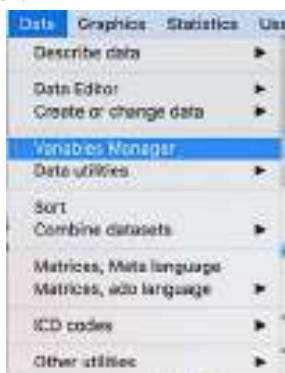 Data Graphics Statistics
Describe data
Data Editor
Create or change data
Variables Manager
Data utilities
Sort
Combine datasets
Matrices, Mata language
Matrices, ado language
ICD codes
Other utilities